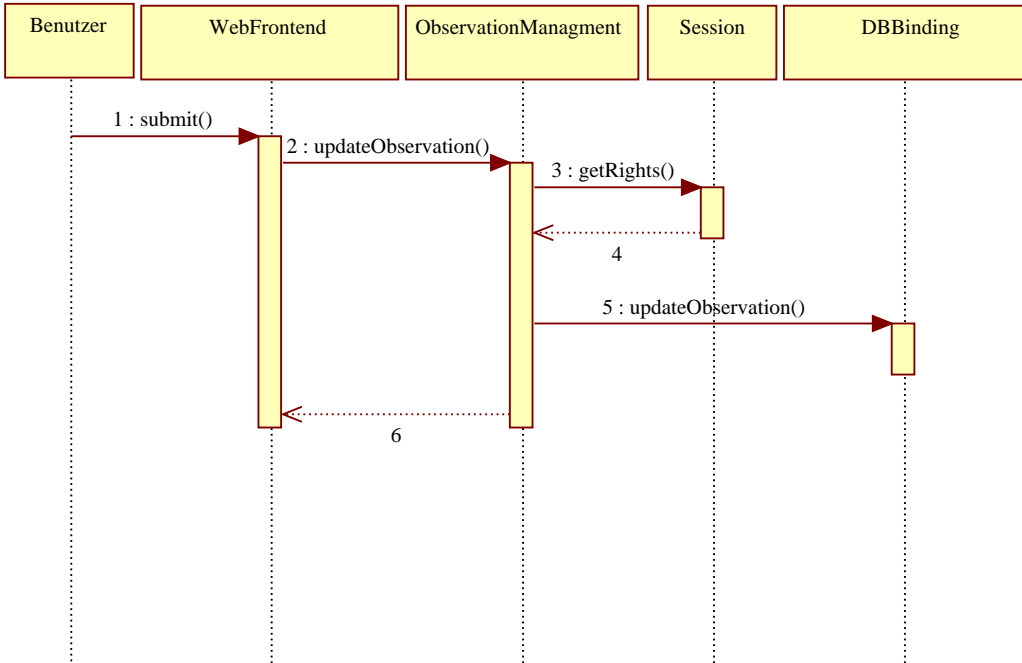 Benutzer
WebFrontend
ObservationManagment
Session
DBBinding
1 : submit()
2 : updateObservation()
3 : getRights()
4
5 : updateObservation()
6